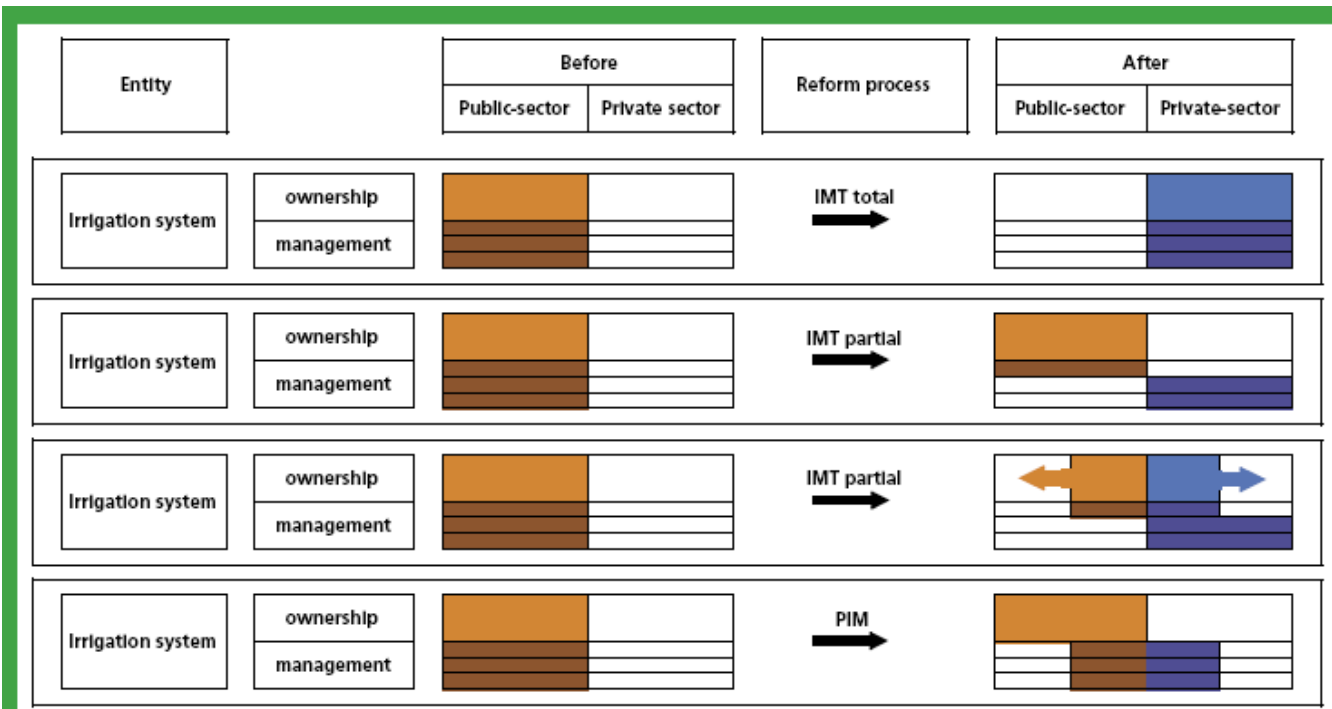 Entity
Before
Public-sector
Private sector
Reform process
After
Public-sector
Private-sector
Irrigation system
ownership
management
IMT total
Irrigation system
ownership
management
IMT partial
Irrigation system
ownership
management
IMT partial
Irrigation system
ownership
management
PIM